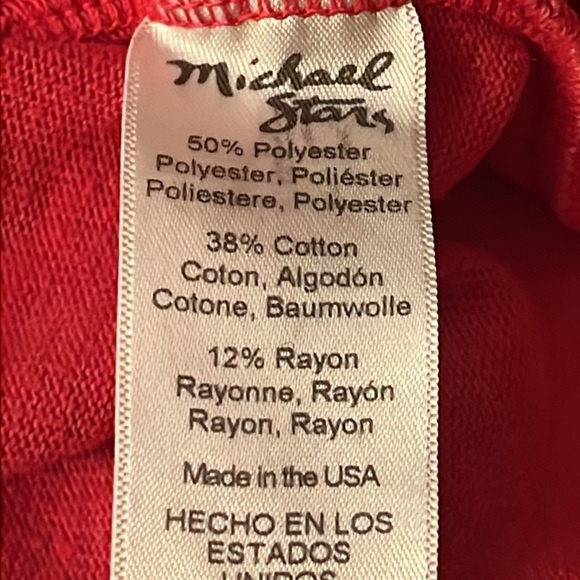 Michael
Stars
50% Polyester
Polyester, Poliéster
Poliestere, Polyester
38% Cotton
Coton, Algodón
Cotone, Baumwolle
12% Rayon
Rayonne, Rayón
Rayon, Rayon
Made in the USA
HECHO EN LOS
ESTADOS
UNIDOS